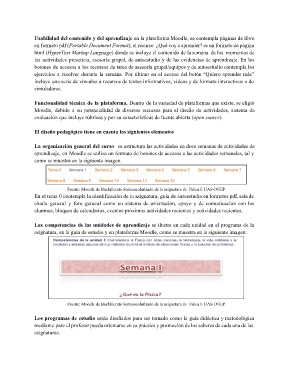 Usabilidad del contenido y del aprendizaje en la plataforma Moodle, se contempla páginas de libro
en formato pdf (Portable Document Format); el recurso ¿Qué voy a aprender? es un formato de página
html (HyperText Markup Language) donde se incluye el contenido de la semana de los momentos de
las actividades presencia, asesoría grupal, de autoestudio y de las evidencias de aprendizaje. En los
botones de accesos a los recursos de tarea de asesoría grupal/equipos y de autoestudio contempla los
ejercicios a resolver durante la semana. Por último en el acceso del botón "Quiero aprender más"
incluye una serie de vínculos a recursos de textos informativos, videos y de formato interactivos o de
simuladores.
Funcionalidad técnica de la plataforma. Dentro de la variedad de plataformas que existe, se eligió
Moodle, debido a su potencialidad de diversos recursos para el diseño de actividades, sistema de
evaluación que incluye rúbricas y por su características de fuente abierta (open source)
El diseño pedagógico tiene en cuenta los siguientes elementos
La organización general del curso se estructura las actividades en doce semanas de actividades de
aprendizaje, en Moodle se utiliza un formato de botones de accesos a las actividades semanales, tal y
como se muestra en la siguiente imagen.
Tema 0 Semana 1 Semana 2 Semana 3 Semana 4 Semana 5 Semana 6 Semana 7
Semana 8 Semana 9 Semana 10 Semana 11 Semana 12
Fuente: Moodle de Bachillerato Semiescolarizado de la asignatura de Física I. UAS-DGEP
En el tema 0 contempla la identificación de la asignatura, guía de autoestudio en formatos pdf, sala de
charla general y foro general como un sistema de orientación, apoyo y de comunicación con los
alumnos, bloques de calendarios, eventos próximos actividades recientes y actividades recientes.
Las competencias de las unidades de aprendizaje se ilustra en cada unidad en el programa de la
asignatura, en la guía de estudio y en plataforma Moodle, como se muestra en la siguiente imagen:
Semana 1
¿Qué es la Física?
Fuente: Moodle de Bachillerato Semiescolarizado de la asignatura de Física I. UAS-DGEP
Los programas de estudio están diseñados para ser tomado como la guía didáctica y metodológica
mediante para el profesor pueda orientarse en su práctica y promoción de los saberes de cada una de las
asignaturas.